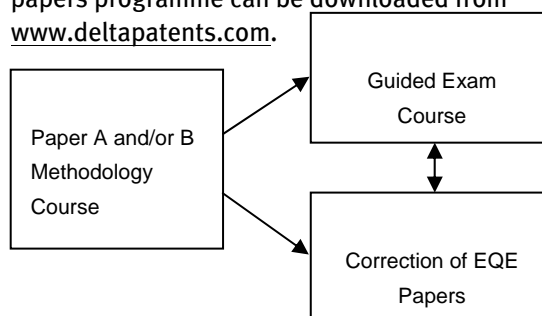 papers programme can be downloaded from
www.deltapatents.com.
Guided Exam
Course
Paper A and/or B
Methodology
Course
Correction of EQE
Papers